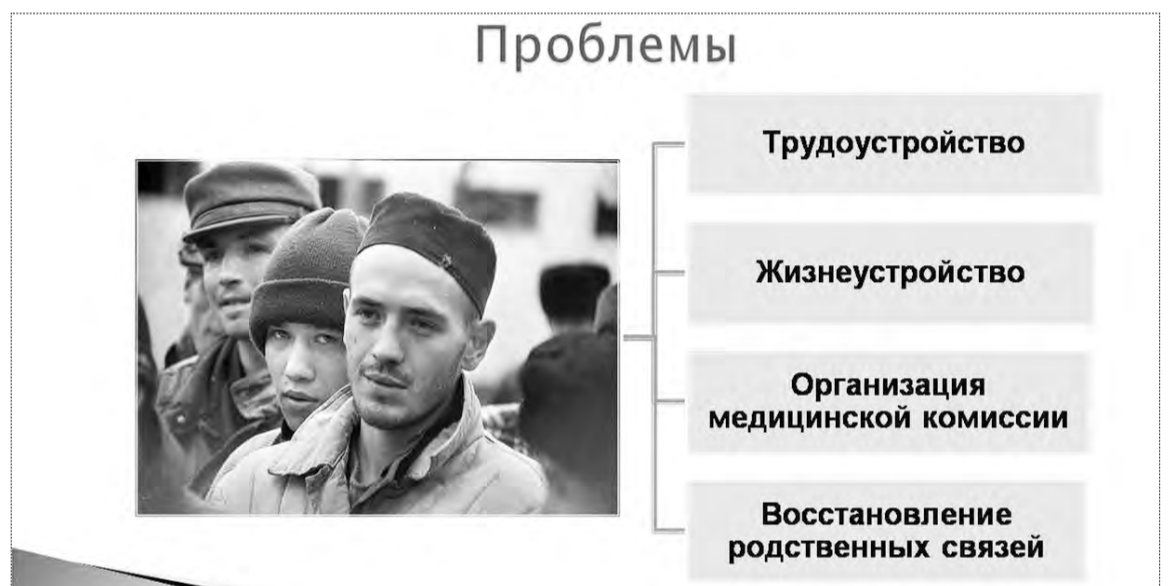 Проблемы
Трудоустройство
Жизнеустройство
Организация
медицинской комиссии
Восстановление
родственных связей